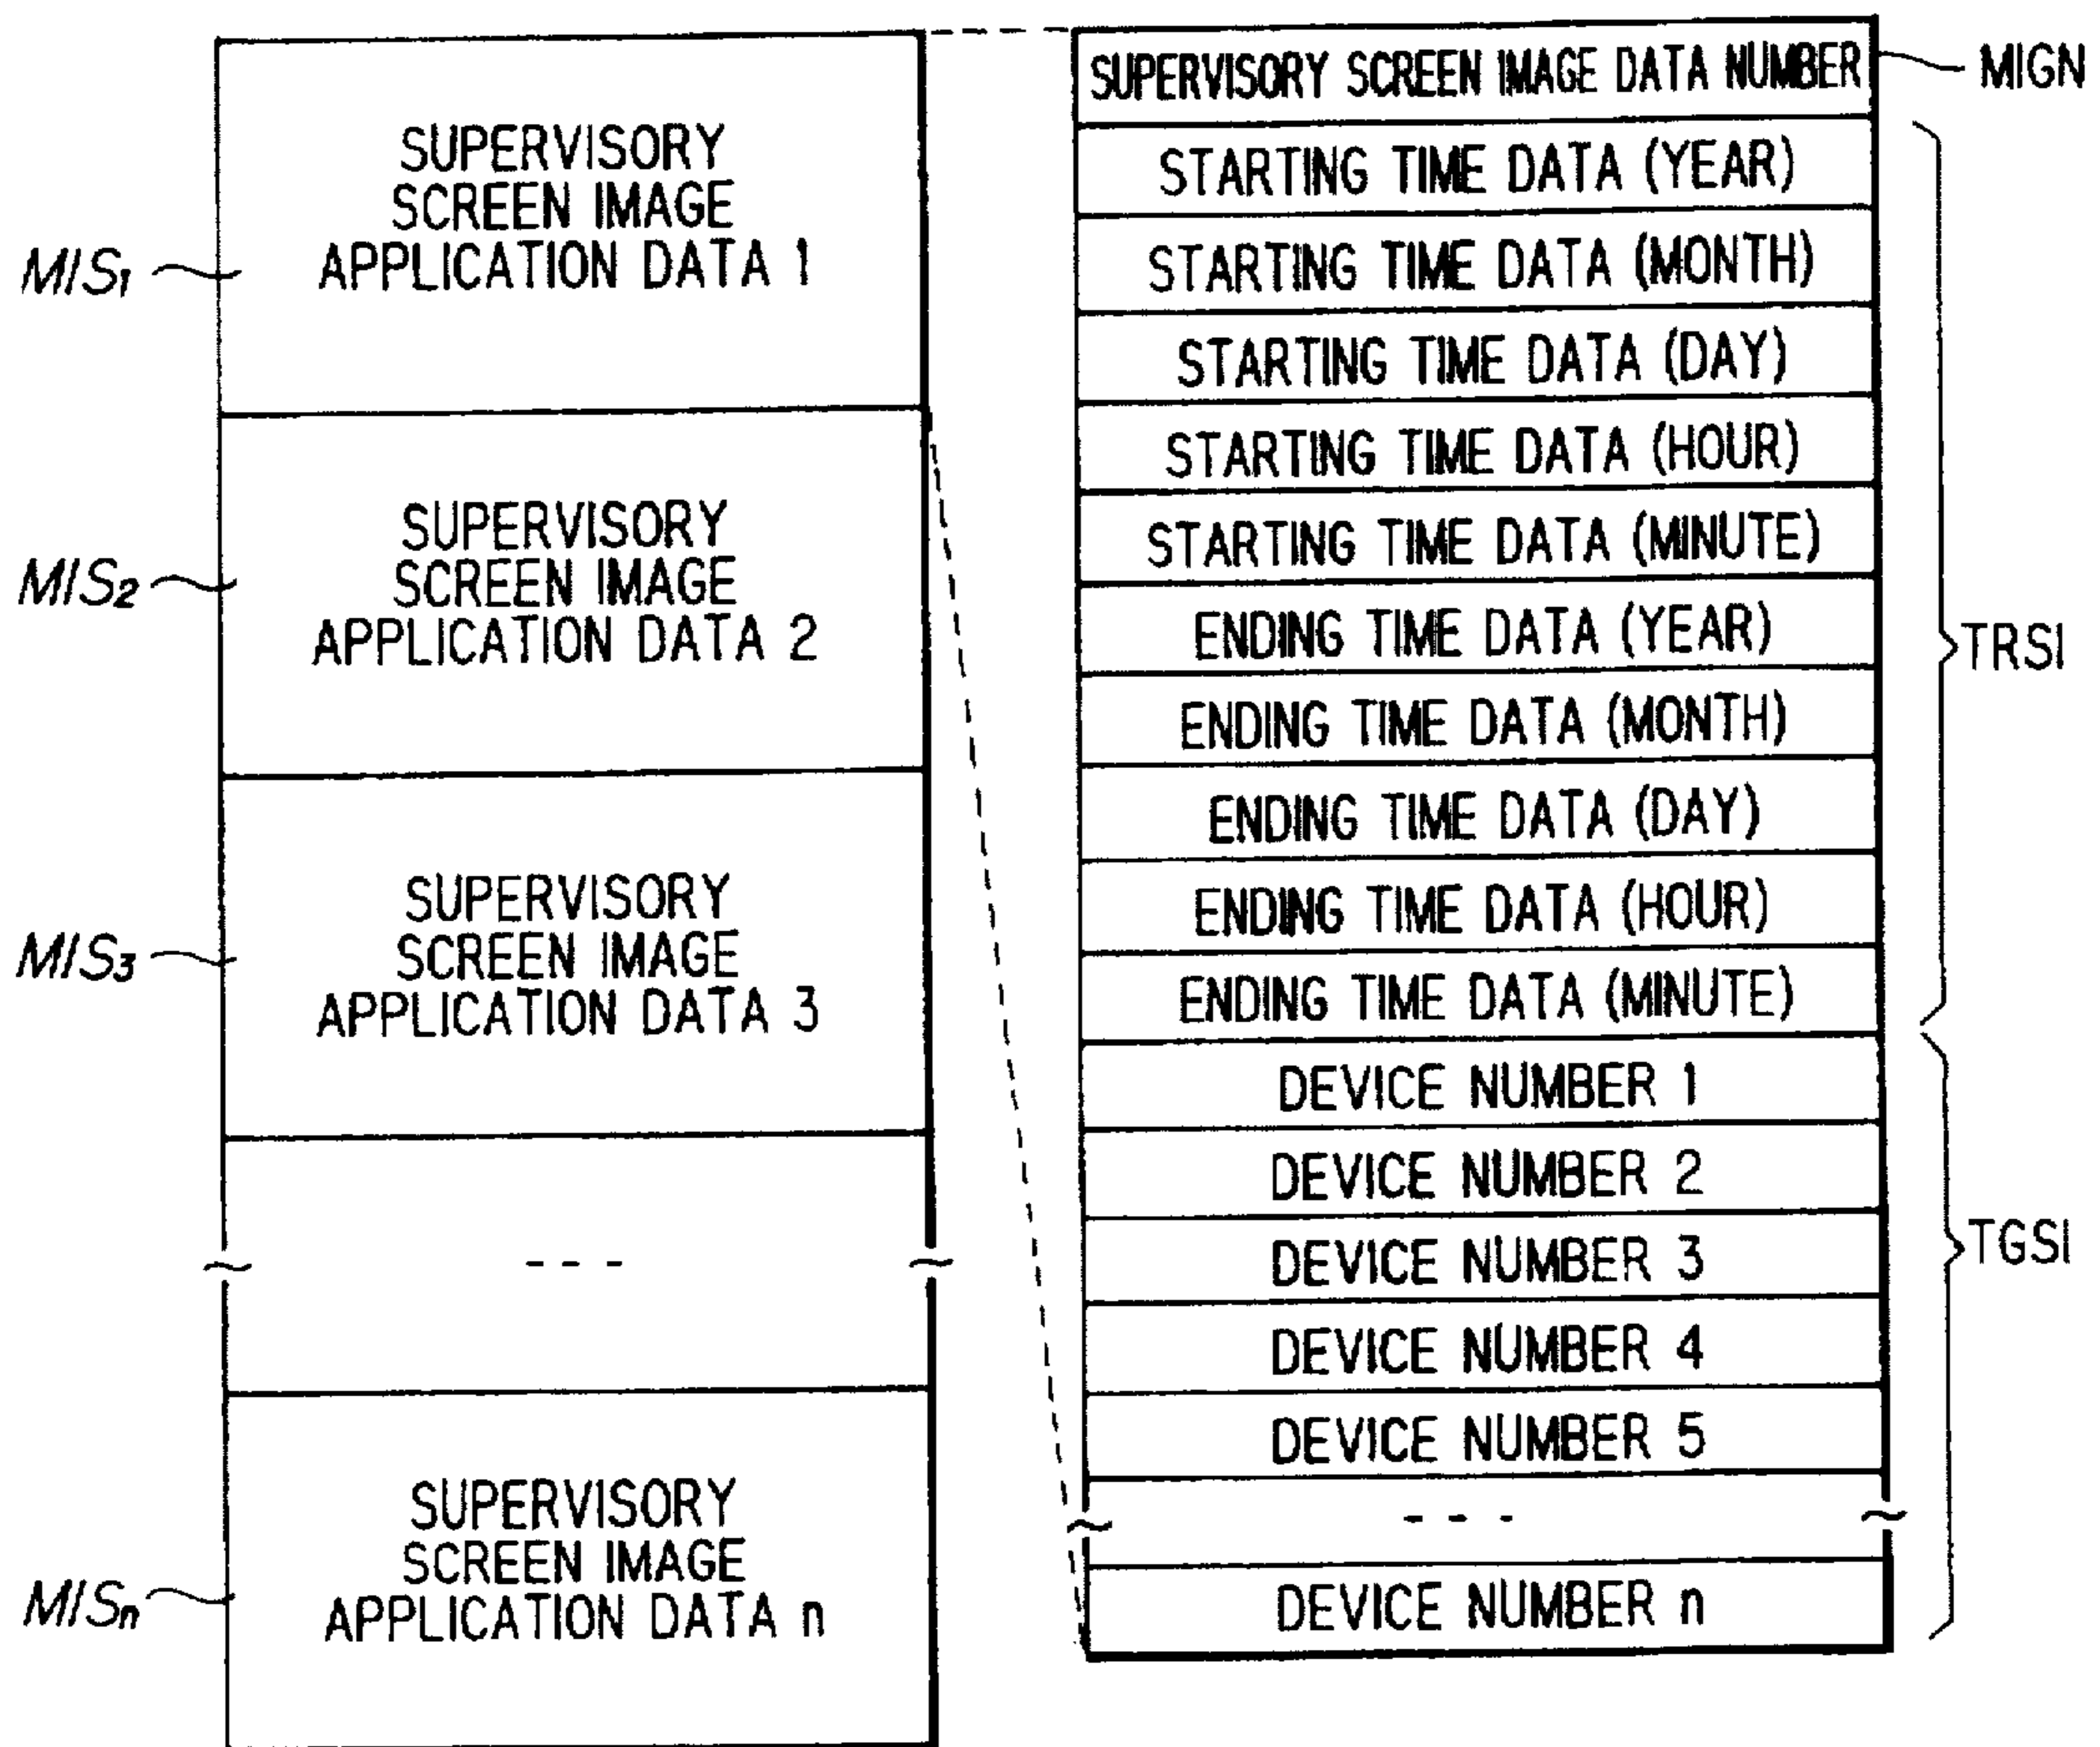 MIS₁
SUPERVISORY
SCREEN IMAGE
APPLICATION DATA 1
MIS₂
SUPERVISORY
SCREEN IMAGE
APPLICATION DATA 2
MIS₃
SUPERVISORY
SCREEN IMAGE
APPLICATION DATA 3
- - -
MISₙ
SUPERVISORY
SCREEN IMAGE
APPLICATION DATA n
SUPERVISORY SCREEN IMAGE DATA NUMBER
MIGN
STARTING TIME DATA (YEAR)
STARTING TIME DATA (MONTH)
STARTING TIME DATA (DAY)
STARTING TIME DATA (HOUR)
STARTING TIME DATA (MINUTE)
ENDING TIME DATA (YEAR)
ENDING TIME DATA (MONTH)
ENDING TIME DATA (DAY)
ENDING TIME DATA (HOUR)
ENDING TIME DATA (MINUTE)
TRSI
DEVICE NUMBER 1
DEVICE NUMBER 2
DEVICE NUMBER 3
DEVICE NUMBER 4
DEVICE NUMBER 5
- - -
DEVICE NUMBER n
TGSI